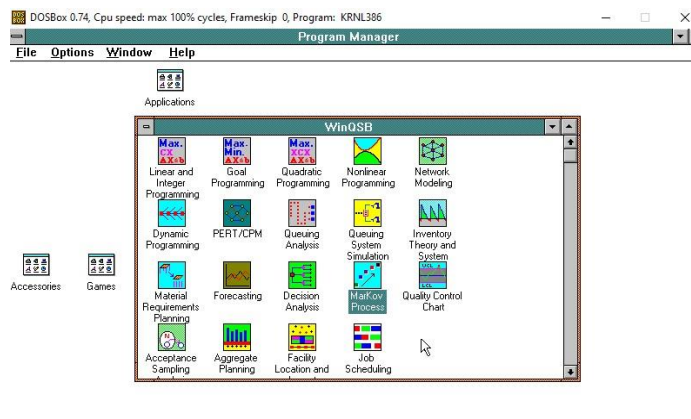 DOSBox 0.74, Cpu speed: max 100% cycles, Frameskip 0, Program: KRNL386
Program Manager
File Options Window Help
Applications
WinQSB
Max. CX AX≤b
Max. Min. AX≤b
Max. XCX AX≤b
Linear and Integer Programming
Goal Programming
Quadratic Programming
Nonlinear Programming
Network Modeling
Dynamic Programming
PERT/CPM
Queuing Analysis
Queuing System Simulation
Inventory Theory and System
Accessories
Games
Material Requirements Planning
Forecasting
Decision Analysis
MarKov Process
UCL
LCL
Quality Control Chart
Acceptance Sampling
Aggregate Planning
Facility Location and
Job Scheduling